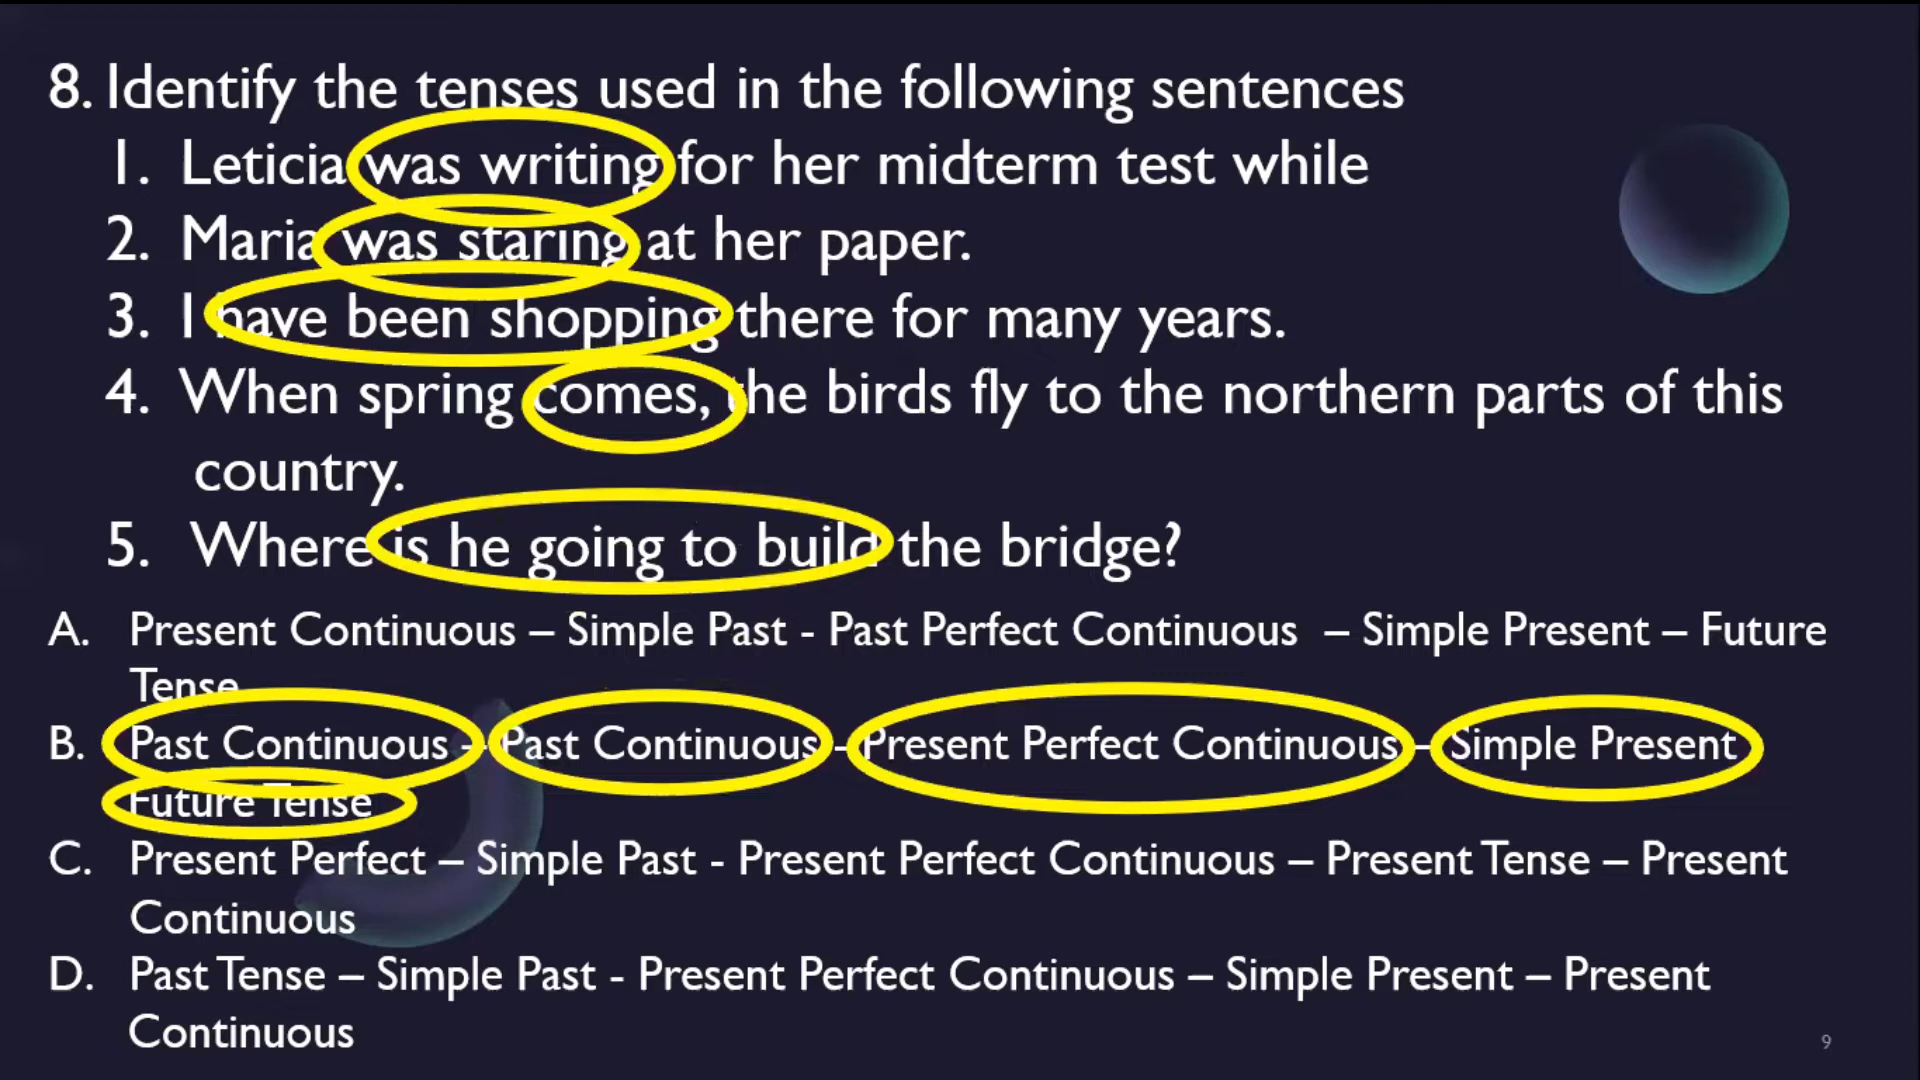 8. Identify the tenses used in the following sentences
1. Leticia was writing for her midterm test while
2. Maria was staring at her paper.
3. I have been shopping there for many years.
4. When spring comes, the birds fly to the northern parts of this
country.
5. Where is he going to build the bridge?
A. Present Continuous – Simple Past - Past Perfect Continuous – Simple Present – Future
Tense
B. Past Continuous – Past Continuous - Present Perfect Continuous – Simple Present
Future Tense
C. Present Perfect – Simple Past - Present Perfect Continuous – Present Tense – Present
Continuous
D. Past Tense – Simple Past - Present Perfect Continuous – Simple Present – Present
Continuous
9